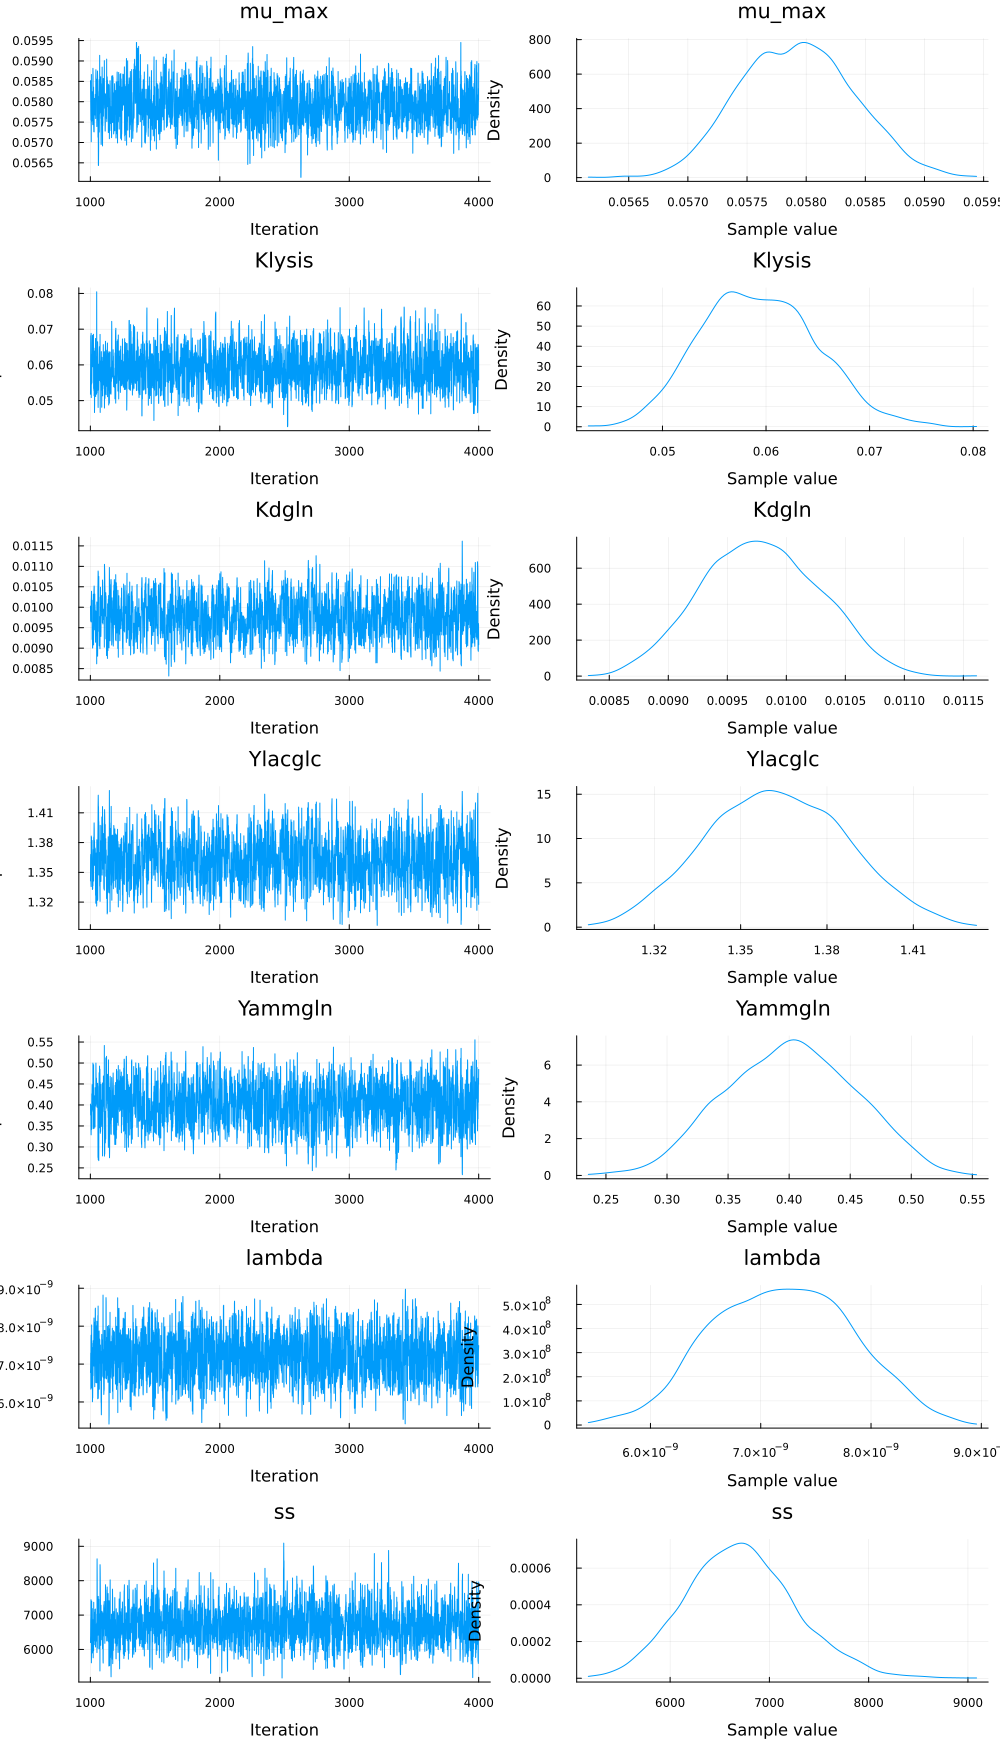 mu_max mu_max
0.0595
0.0590
0.0585
0.0580
0.0575
0.0570
0.0565
Density
800
600
400
200
0
1000 2000 3000 4000
0.0565 0.0570 0.0575 0.0580 0.0585 0.0590 0.0595
Iteration Sample value
Klysis Klysis
0.08
0.07
0.06
0.05
Density
60
50
40
30
20
10
0
1000 2000 3000 4000
0.05 0.06 0.07 0.08
Iteration Sample value
Kdgln Kdgln
0.0115
0.0110
0.0105
0.0100
0.0095
0.0090
0.0085
Density
600
400
200
0
1000 2000 3000 4000
0.0085 0.0090 0.0095 0.0100 0.0105 0.0110 0.0115
Iteration Sample value
Ylacglc Ylacglc
1.41
1.38
1.35
1.32
Density
15
10
5
0
1000 2000 3000 4000
1.32 1.35 1.38 1.41
Iteration Sample value
Yammgln Yammgln
0.55
0.50
0.45
0.40
0.35
0.30
0.25
Density
6
4
2
0
1000 2000 3000 4000
0.25 0.30 0.35 0.40 0.45 0.50 0.55
Iteration Sample value
lambda lambda
9.0×10⁻⁹
8.0×10⁻⁹
7.0×10⁻⁹
6.0×10⁻⁹
Density
5.0×10⁸
4.0×10⁸
3.0×10⁸
2.0×10⁸
1.0×10⁸
0
1000 2000 3000 4000
6.0×10⁻⁹ 7.0×10⁻⁹ 8.0×10⁻⁹ 9.0×10⁻
Iteration Sample value
ss ss
9000
8000
7000
6000
Density
0.0006
0.0004
0.0002
0.0000
1000 2000 3000 4000
6000 7000 8000 9000
Iteration Sample value